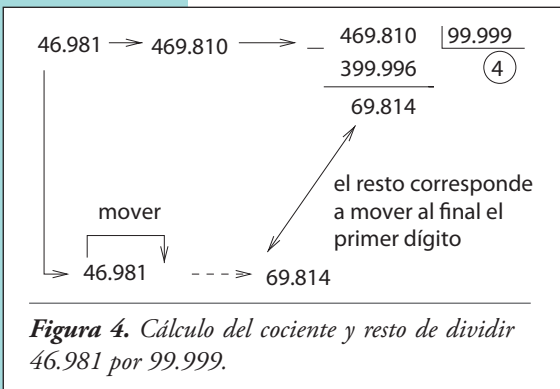 46.981 469.810 469.810 99.999
399.996 4
69.814
el resto corresponde
a mover al final el
primer dígito
mover
46.981 69.814
Figura 4. Cálculo del cociente y resto de dividir
46.981 por 99.999.